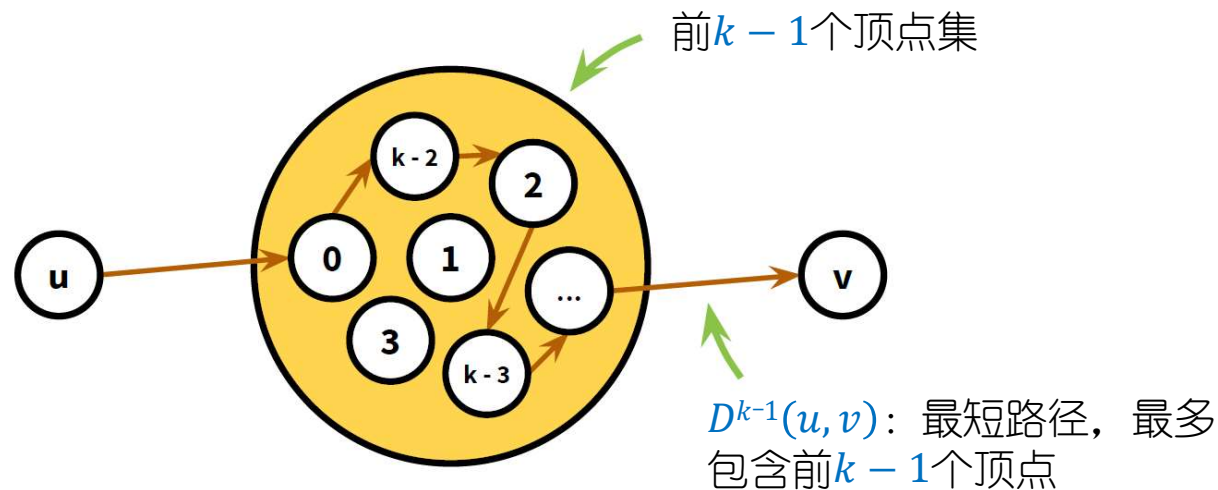 前k − 1个顶点集
k - 2
2
0
1
u
...
v
3
k - 3
D^{k−1}(u, v)：最短路径，最多
包含前k − 1个顶点